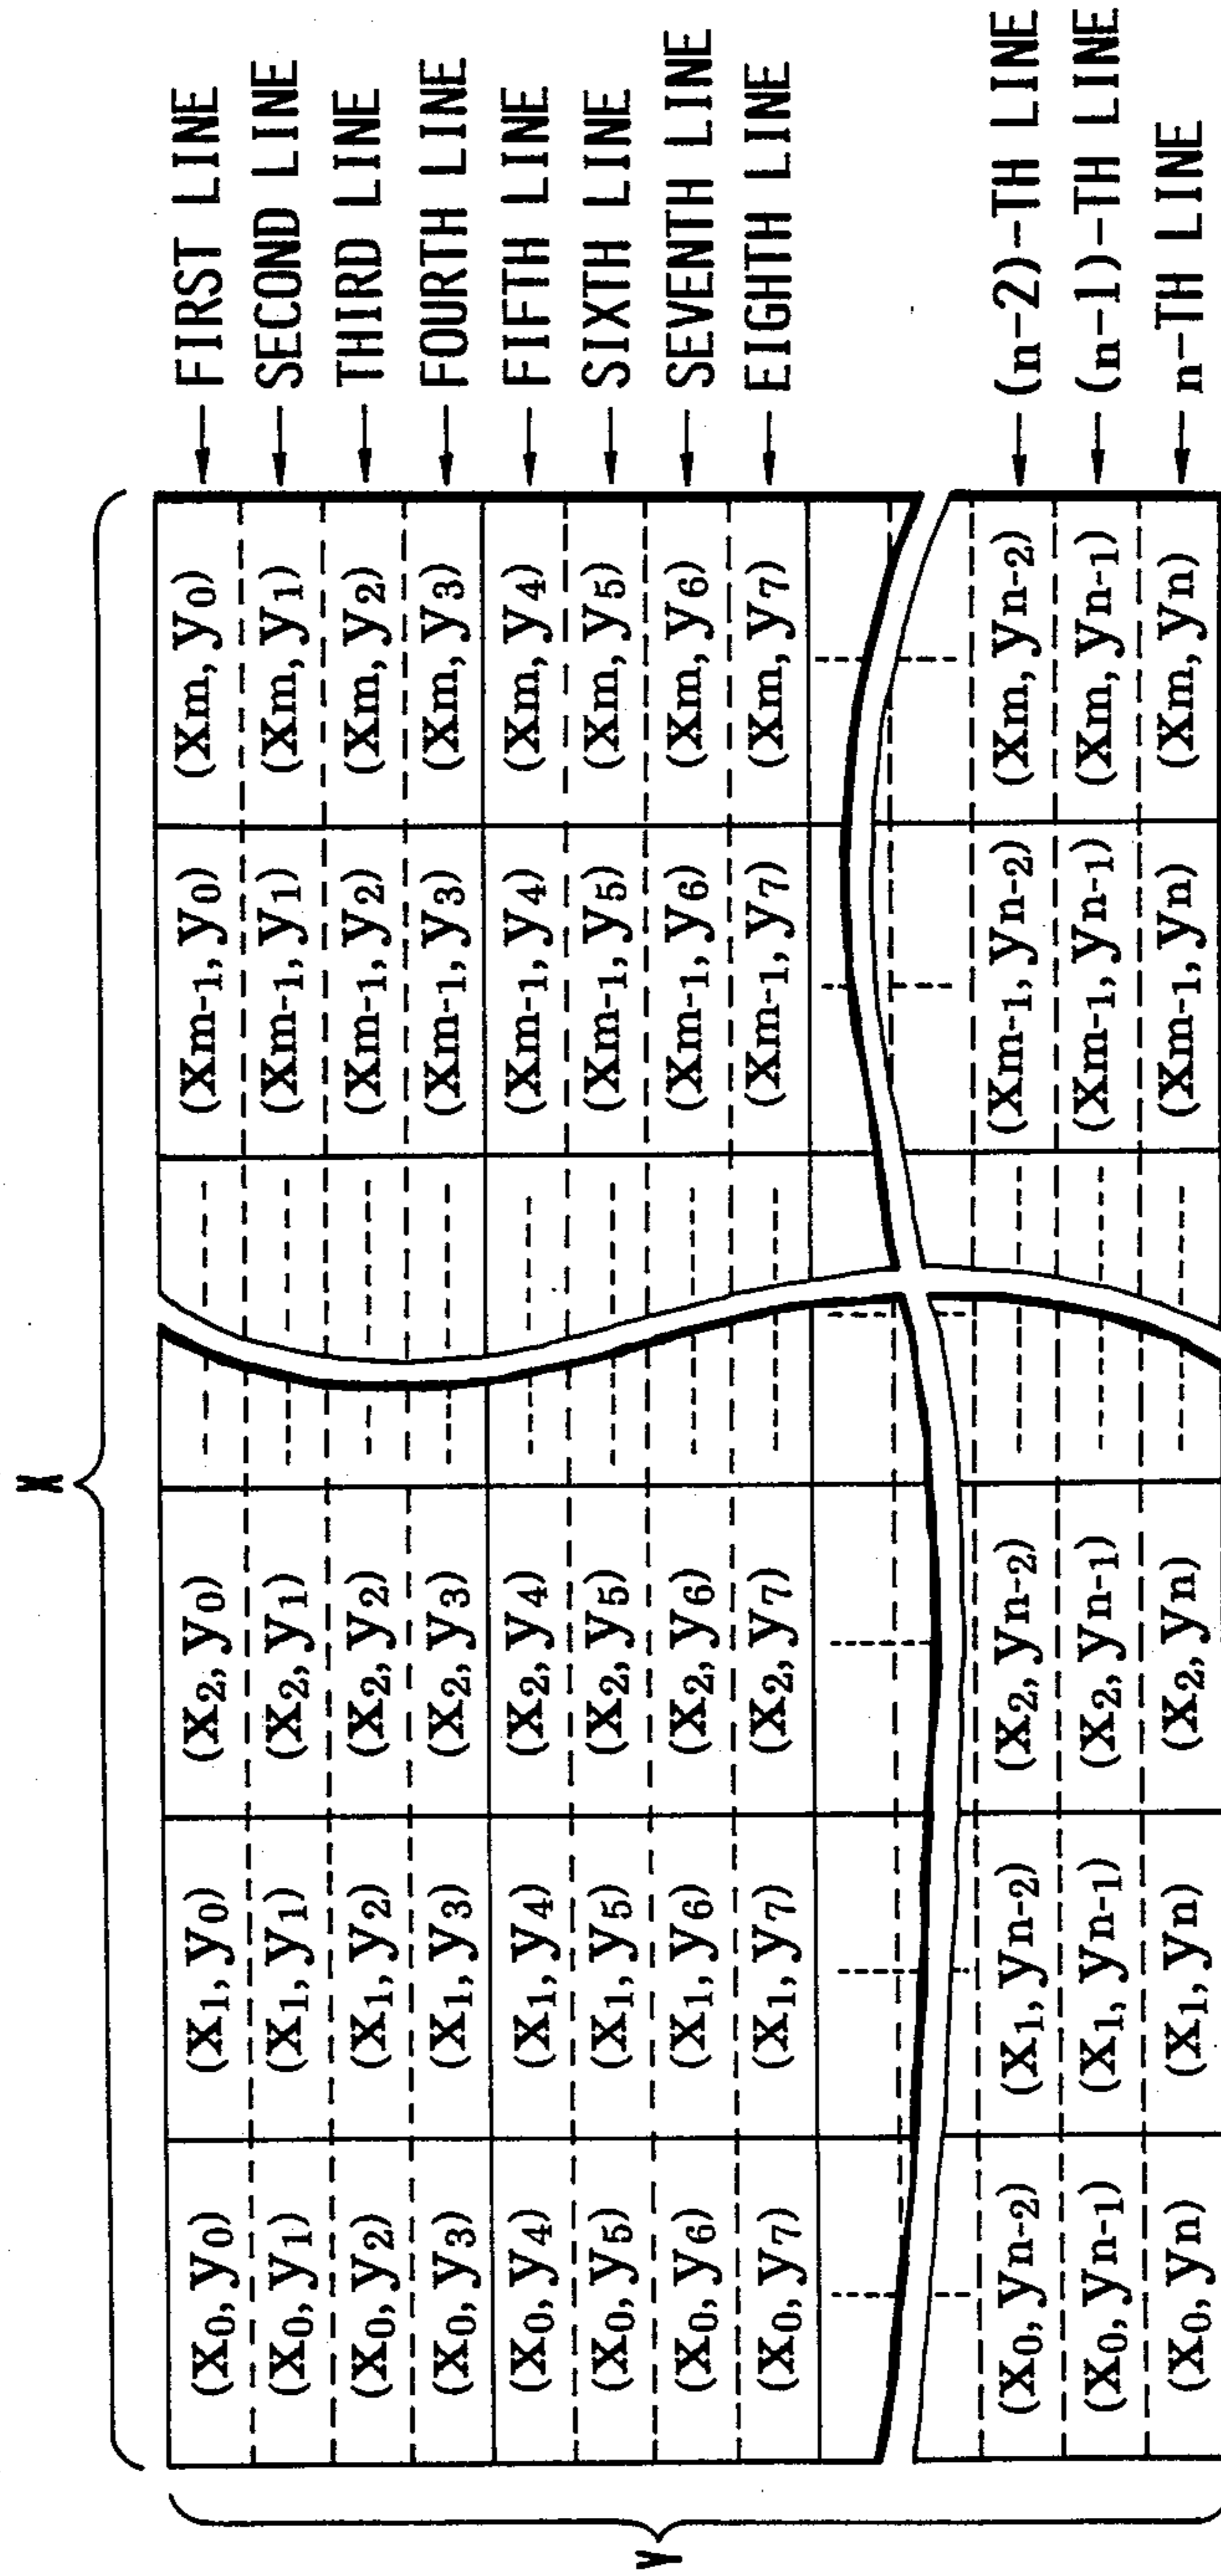 X
Y
(X0, y0) (X1, y0) (X2, y0) (Xm-1, y0) (Xm, y0) FIRST LINE
(X0, y1) (X1, y1) (X2, y1) (Xm-1, y1) (Xm, y1) SECOND LINE
(X0, y2) (X1, y2) (X2, y2) (Xm-1, y2) (Xm, y2) THIRD LINE
(X0, y3) (X1, y3) (X2, y3) (Xm-1, y3) (Xm, y3) FOURTH LINE
(X0, y4) (X1, y4) (X2, y4) (Xm-1, y4) (Xm, y4) FIFTH LINE
(X0, y5) (X1, y5) (X2, y5) (Xm-1, y5) (Xm, y5) SIXTH LINE
(X0, y6) (X1, y6) (X2, y6) (Xm-1, y6) (Xm, y6) SEVENTH LINE
(X0, y7) (X1, y7) (X2, y7) (Xm-1, y7) (Xm, y7) EIGHTH LINE
(X0, yn-2) (X1, yn-2) (X2, yn-2) (Xm-1, yn-2) (Xm, yn-2) (n-2)-TH LINE
(X0, yn-1) (X1, yn-1) (X2, yn-1) (Xm-1, yn-1) (Xm, yn-1) (n-1)-TH LINE
(X0, yn) (X1, yn) (X2, yn) (Xm-1, yn) (Xm, yn) n-TH LINE